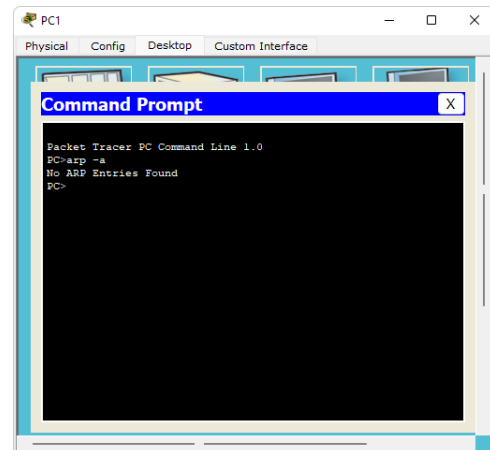 PC1
Physical Config Desktop Custom Interface
Command Prompt X
Packet Tracer PC Command Line 1.0
PC>arp -a
No ARP Entries Found
PC>